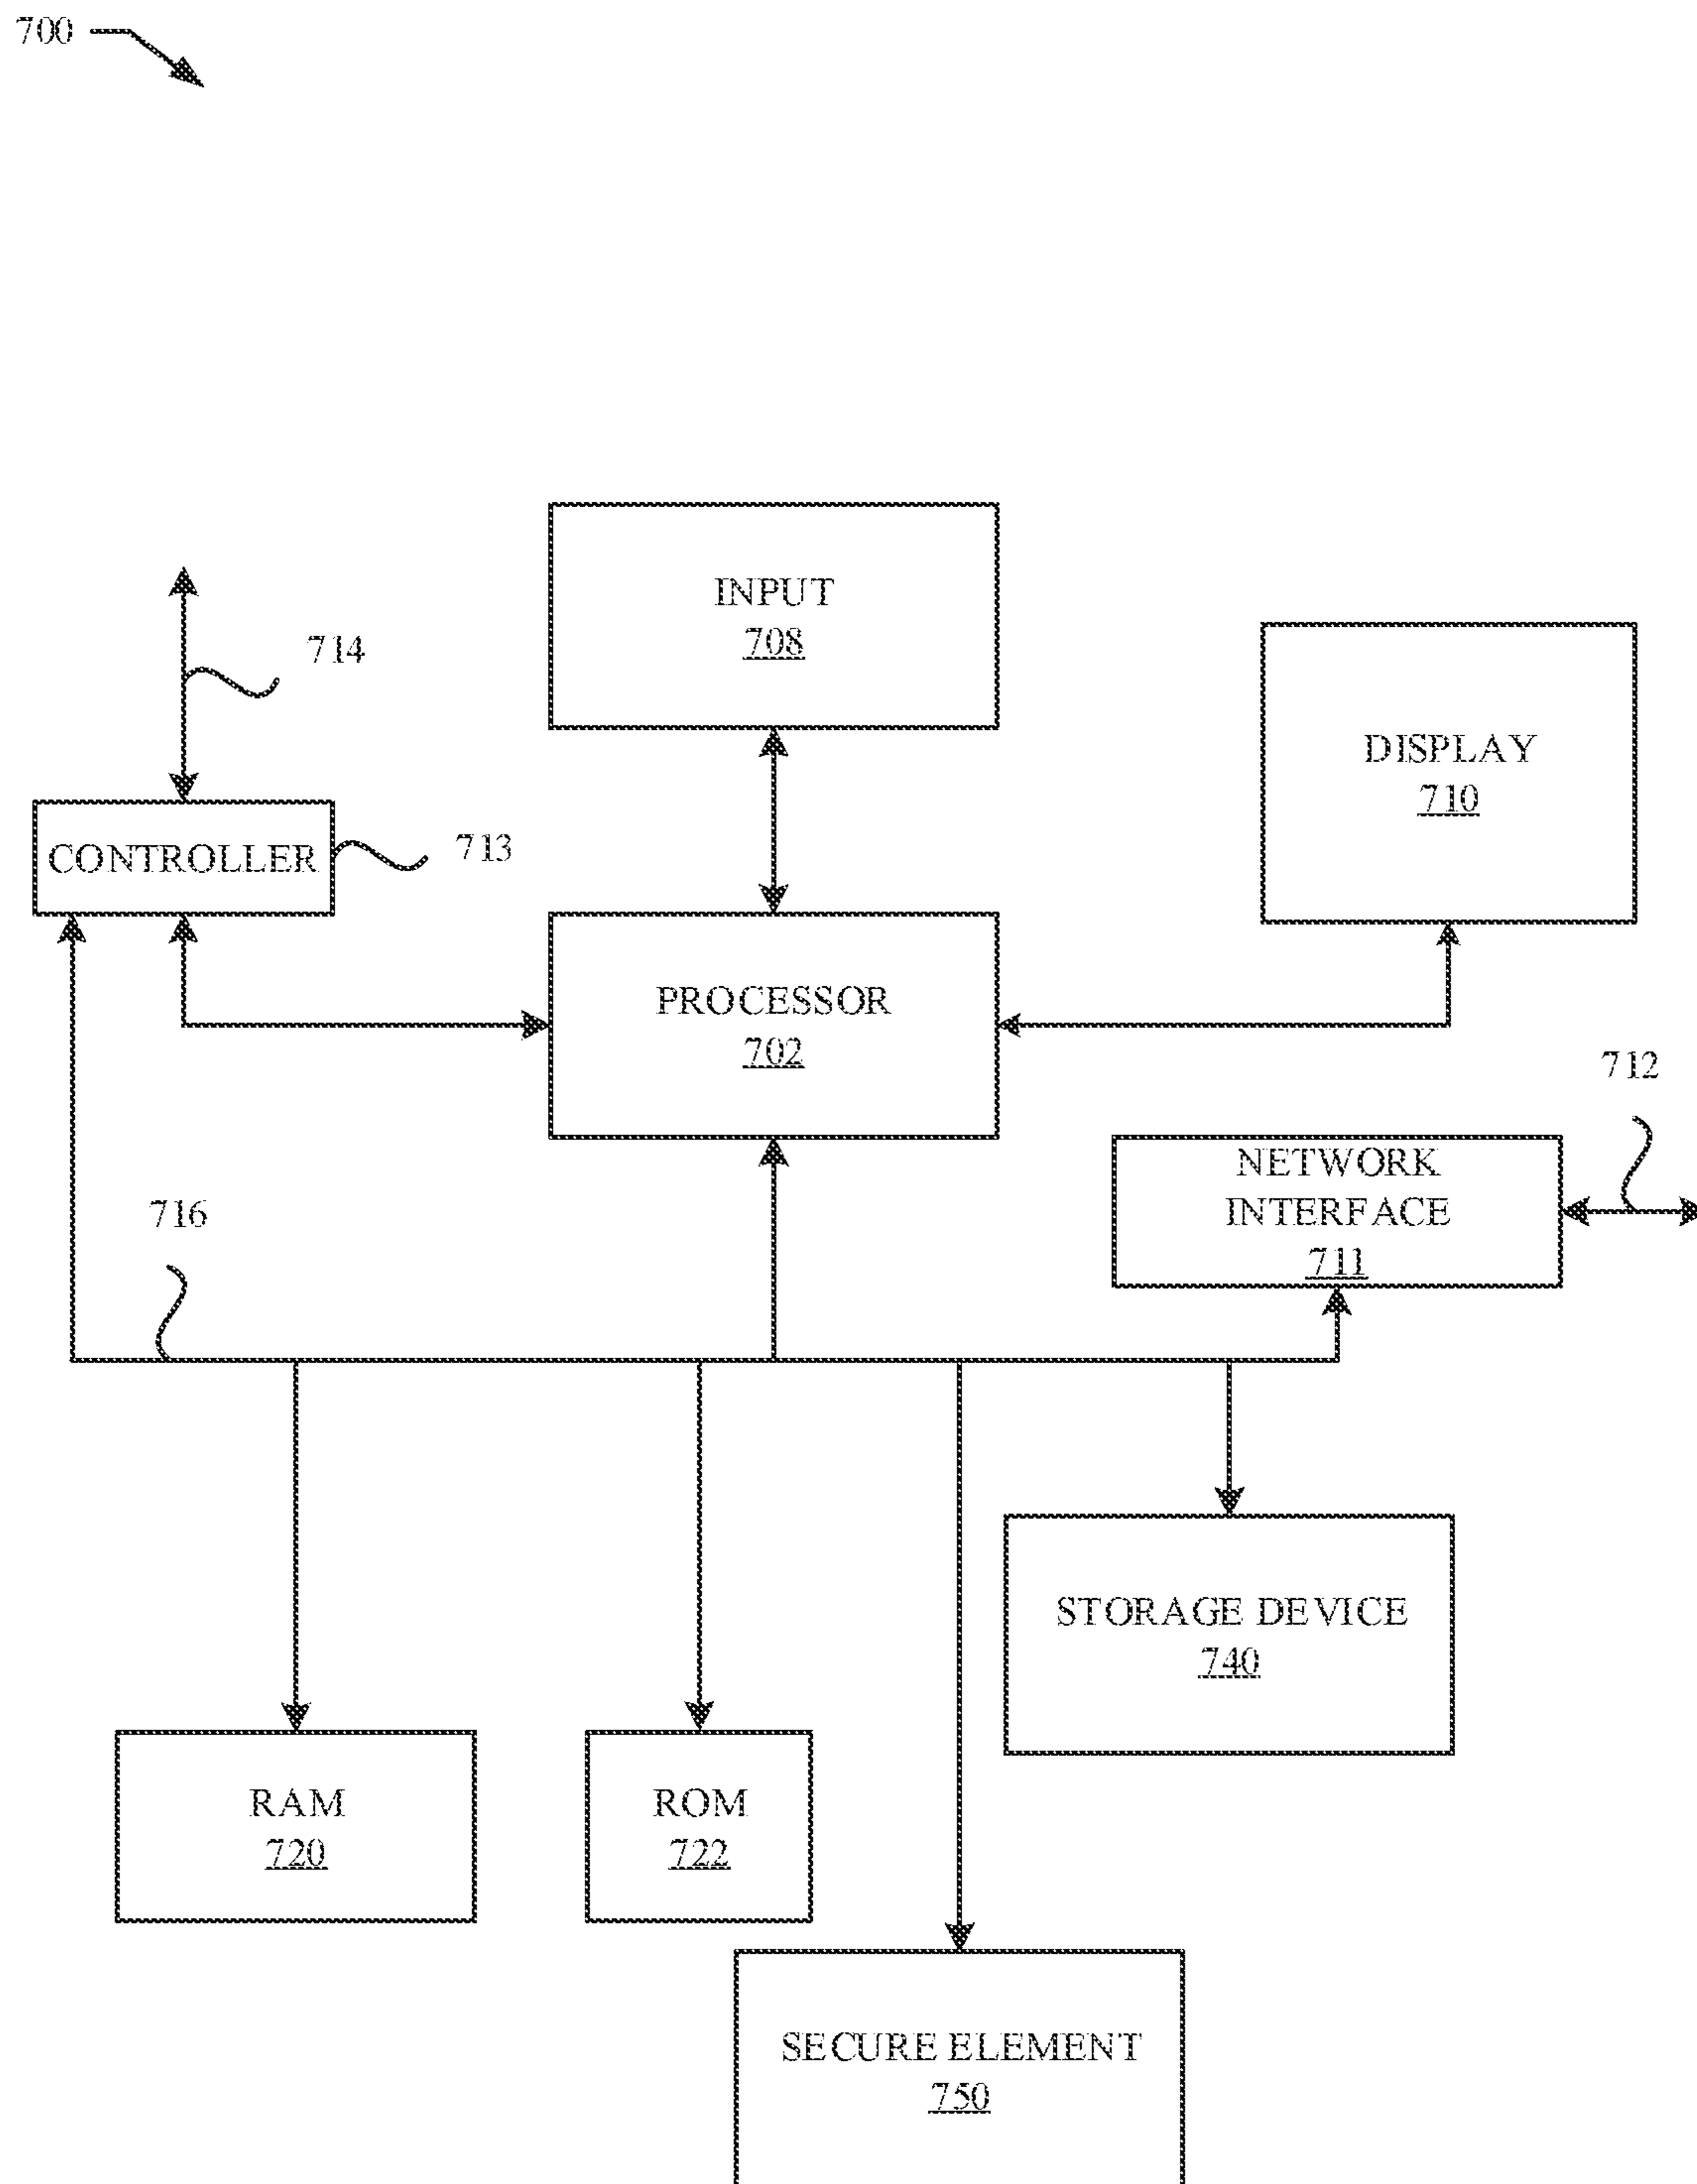 700
INPUT
708
714
DISPLAY
710
CONTROLLER
713
PROCESSOR
702
712
NETWORK
INTERFACE
711
716
STORAGE DEVICE
740
RAM
720
ROM
722
SECURE ELEMENT
750